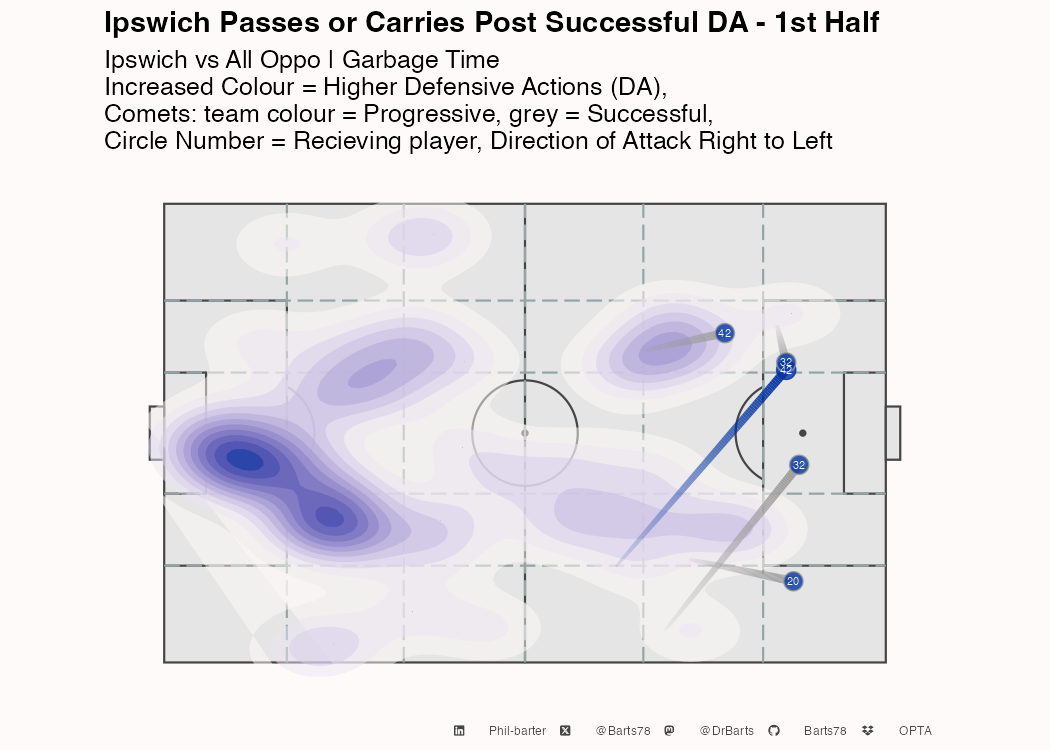 Ipswich Passes or Carries Post Successful DA - 1st Half
Ipswich vs All Oppo | Garbage Time
Increased Colour = Higher Defensive Actions (DA),
Comets: team colour = Progressive, grey = Successful,
Circle Number = Recieving player, Direction of Attack Right to Left
42
32
42
32
20
Phil-barter @Barts78 @DrBarts Barts78 OPTA